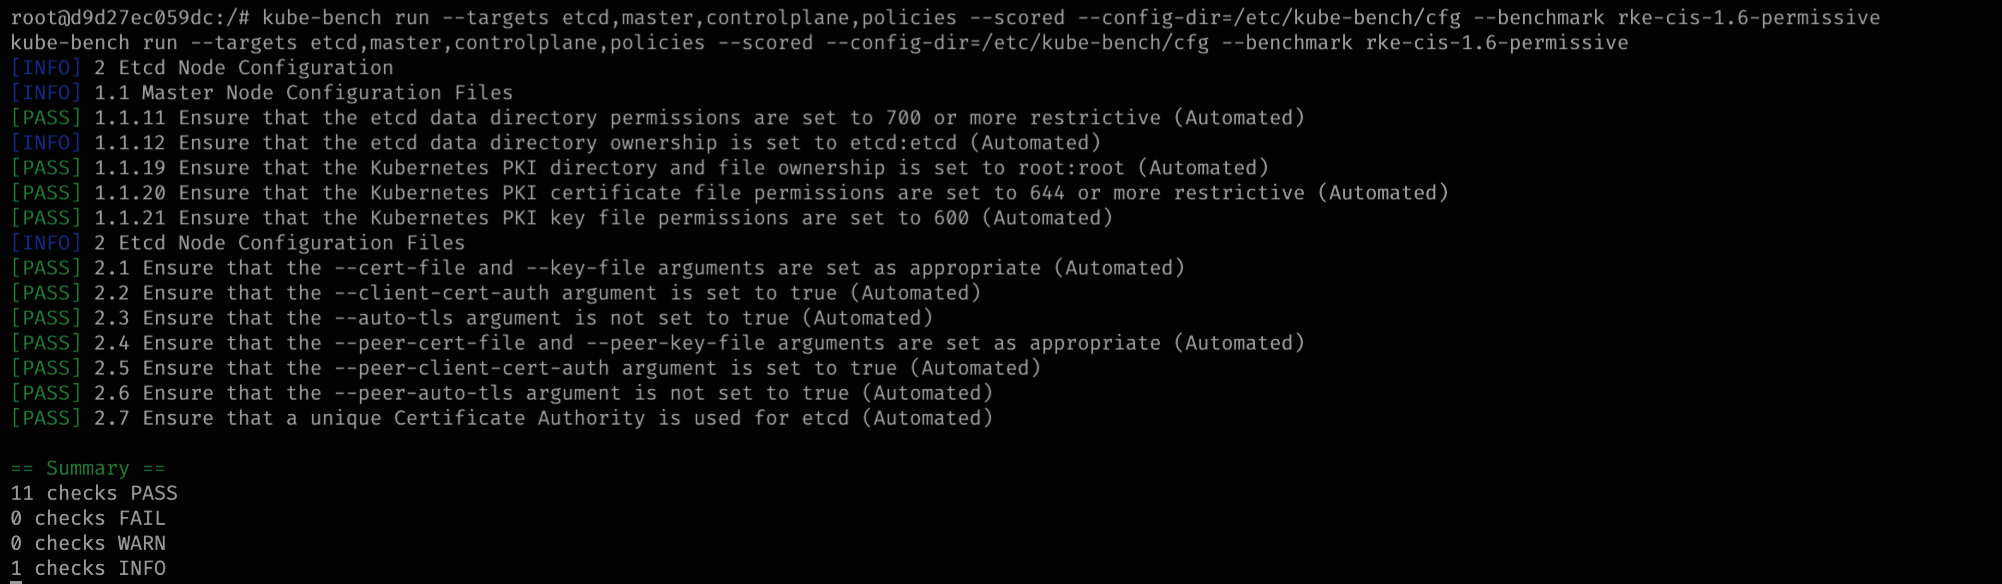 root@d9d27ec059dc:/# kube-bench run --targets etcd,master,controlplane,policies --scored --config-dir=/etc/kube-bench/cfg --benchmark rke-cis-1.6-permissive
kube-bench run --targets etcd,master,controlplane,policies --scored --config-dir=/etc/kube-bench/cfg --benchmark rke-cis-1.6-permissive
[INFO] 2 Etcd Node Configuration
[INFO] 1.1 Master Node Configuration Files
[PASS] 1.1.11 Ensure that the etcd data directory permissions are set to 700 or more restrictive (Automated)
[INFO] 1.1.12 Ensure that the etcd data directory ownership is set to etcd:etcd (Automated)
[PASS] 1.1.19 Ensure that the Kubernetes PKI directory and file ownership is set to root:root (Automated)
[PASS] 1.1.20 Ensure that the Kubernetes PKI certificate file permissions are set to 644 or more restrictive (Automated)
[PASS] 1.1.21 Ensure that the Kubernetes PKI key file permissions are set to 600 (Automated)
[INFO] 2 Etcd Node Configuration Files
[PASS] 2.1 Ensure that the --cert-file and --key-file arguments are set as appropriate (Automated)
[PASS] 2.2 Ensure that the --client-cert-auth argument is set to true (Automated)
[PASS] 2.3 Ensure that the --auto-tls argument is not set to true (Automated)
[PASS] 2.4 Ensure that the --peer-cert-file and --peer-key-file arguments are set as appropriate (Automated)
[PASS] 2.5 Ensure that the --peer-client-cert-auth argument is set to true (Automated)
[PASS] 2.6 Ensure that the --peer-auto-tls argument is not set to true (Automated)
[PASS] 2.7 Ensure that a unique Certificate Authority is used for etcd (Automated)
== Summary ==
11 checks PASS
0 checks FAIL
0 checks WARN
1 checks INFO